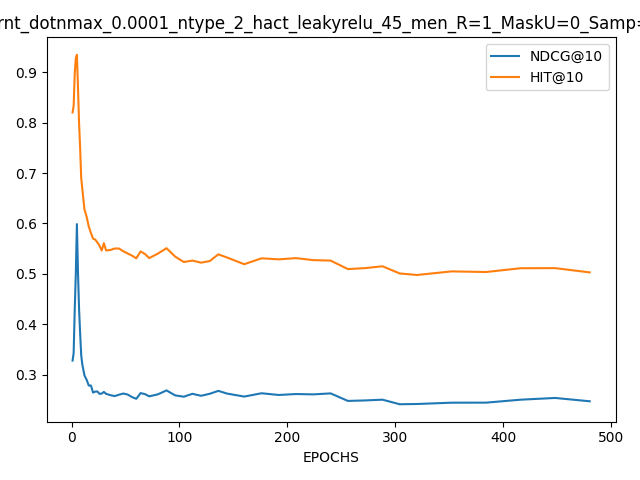 rnt_dotnmax_0.0001_ntype_2_hact_leakyrelu_45_men_R=1_MaskU=0_Samp=
NDCG@10
HIT@10
0.9
0.8
0.7
0.6
0.5
0.4
0.3
0 100 200 300 400 500
EPOCHS